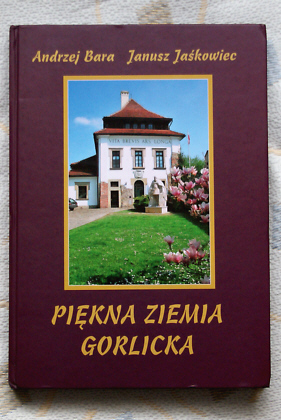 Andrzej Bara Janusz Jaśkowiec
PIĘKNA ZIEMIA
GORLICKA